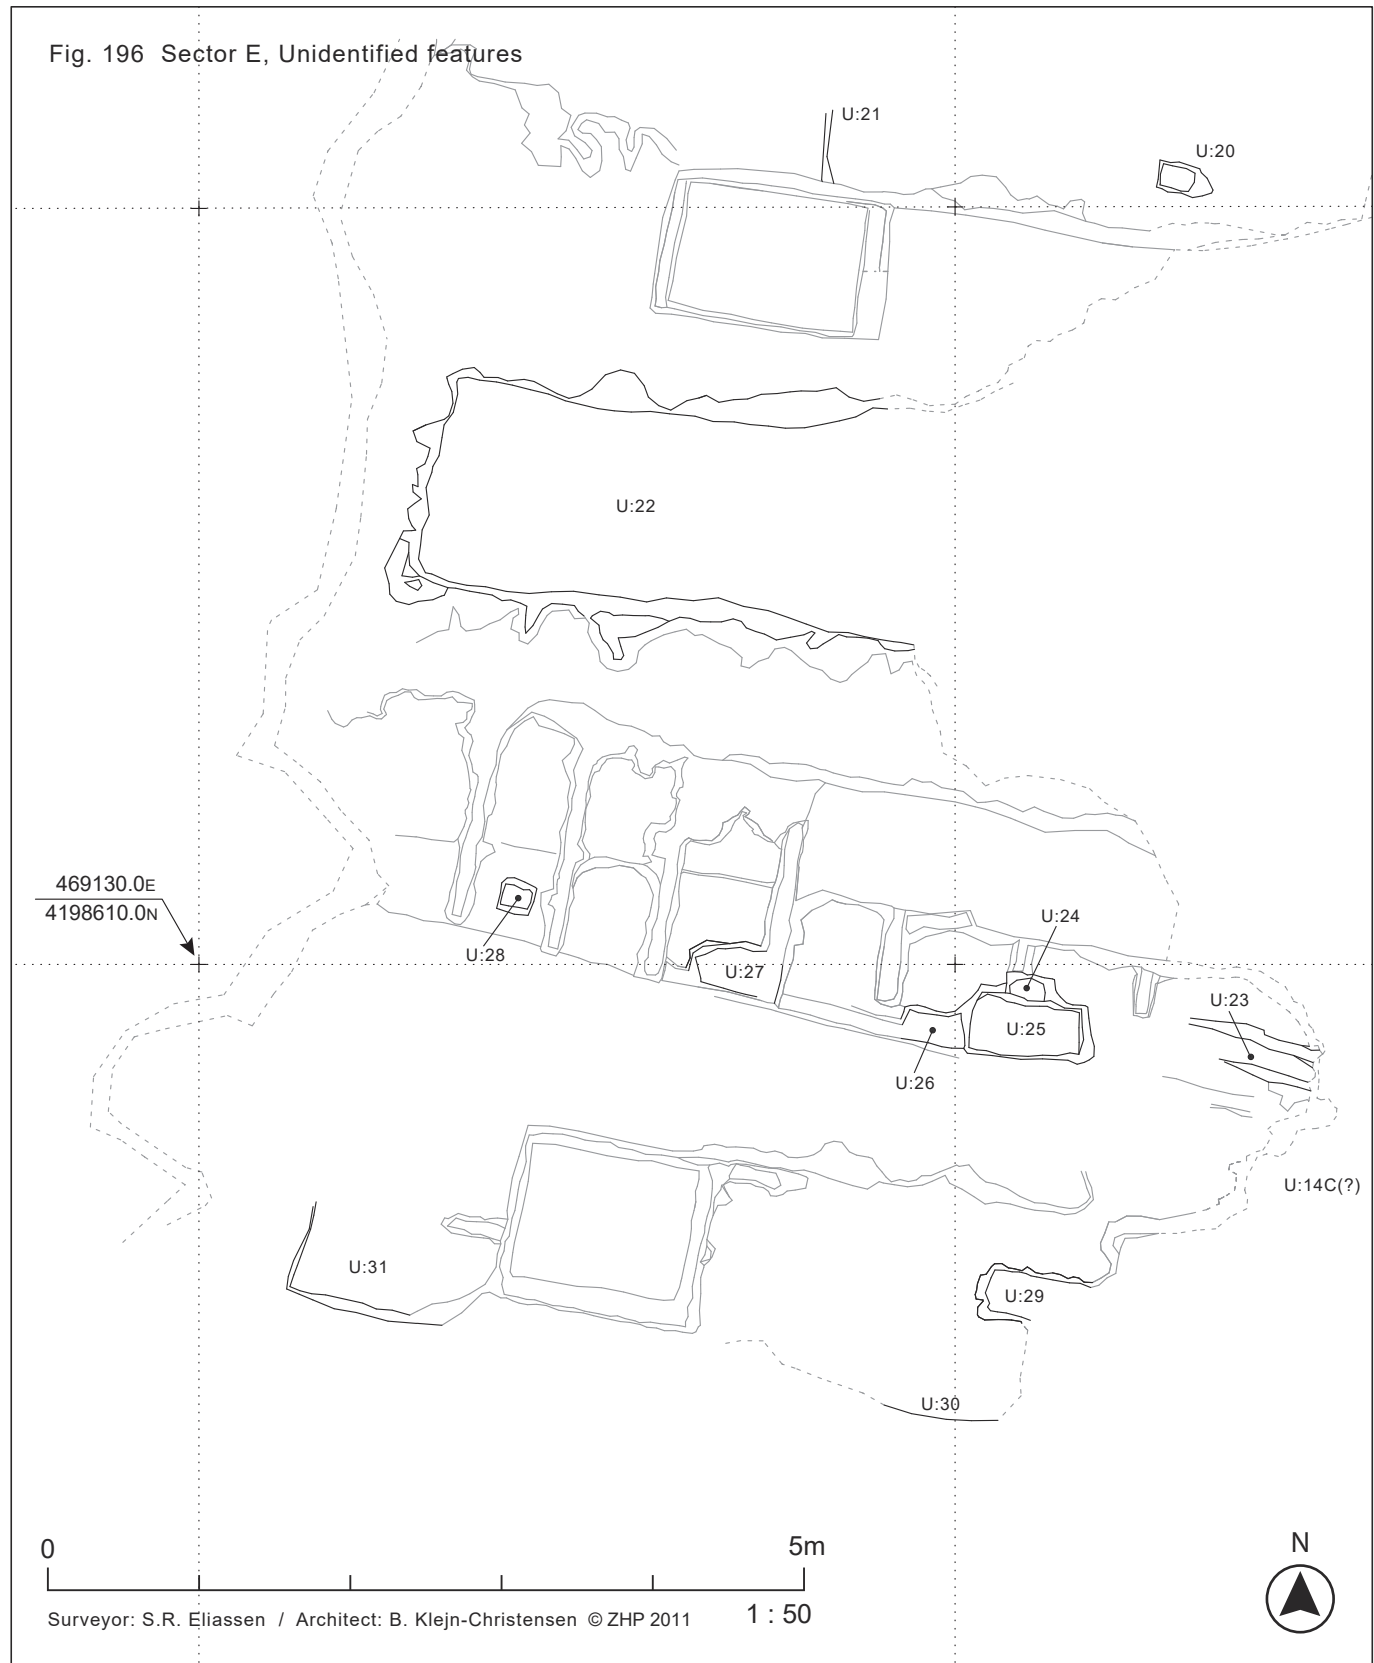 Fig. 196 Sector E, Unidentified features
U:21
U:20
U:22
469130.0E
4198610.0N
U:24
U:28
U:27
U:23
U:25
U:26
U:14C(?)
U:31
U:29
U:30
0 5m
N
Surveyor: S.R. Eliassen / Architect: B. Klejn-Christensen © ZHP 2011 1 : 50